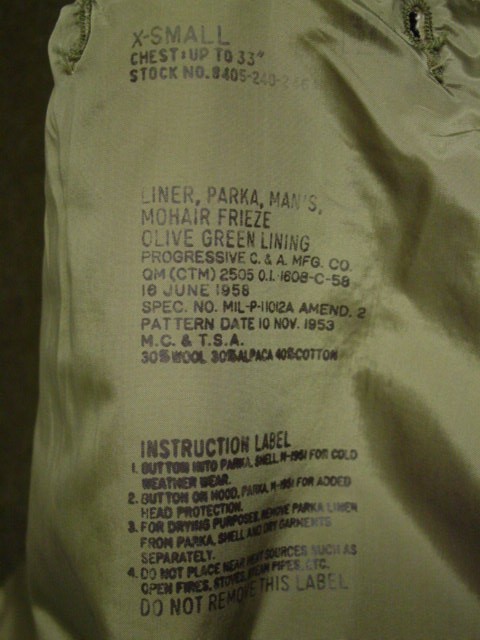 X-SMALL
CHEST: UP TO 33"
STOCK NO. 8405-240-
LINER, PARKA, MAN'S,
MOHAIR FRIEZE
OLIVE GREEN LINING
PROGRESSIVE C. & A. MFG. CO.
QM (CTM) 2505 O.I. 1608-C-58
16 JUNE 1958
SPEC. NO. MIL-P-11012A AMEND. 2
PATTERN DATE 10 NOV. 1953
M.C. & T.S.A.
30% WOOL 30% ALPACA 40% COTTON
INSTRUCTION LABEL
1. BUTTON INTO PARKA, SHELL, M-1951 FOR COLD
WEATHER WEAR.
2. BUTTON ON HOOD, PARKA, M-1951 FOR ADDED
HEAD PROTECTION.
3. FOR DRYING PURPOSES, REMOVE PARKA LINER
FROM PARKA, SHELL AND DRY GARMENTS
SEPARATELY.
4. DO NOT PLACE NEAR HEAT SOURCES SUCH AS
OPEN FIRES, STOVES, STEAM PIPES, ETC.
DO NOT REMOVE THIS LABEL